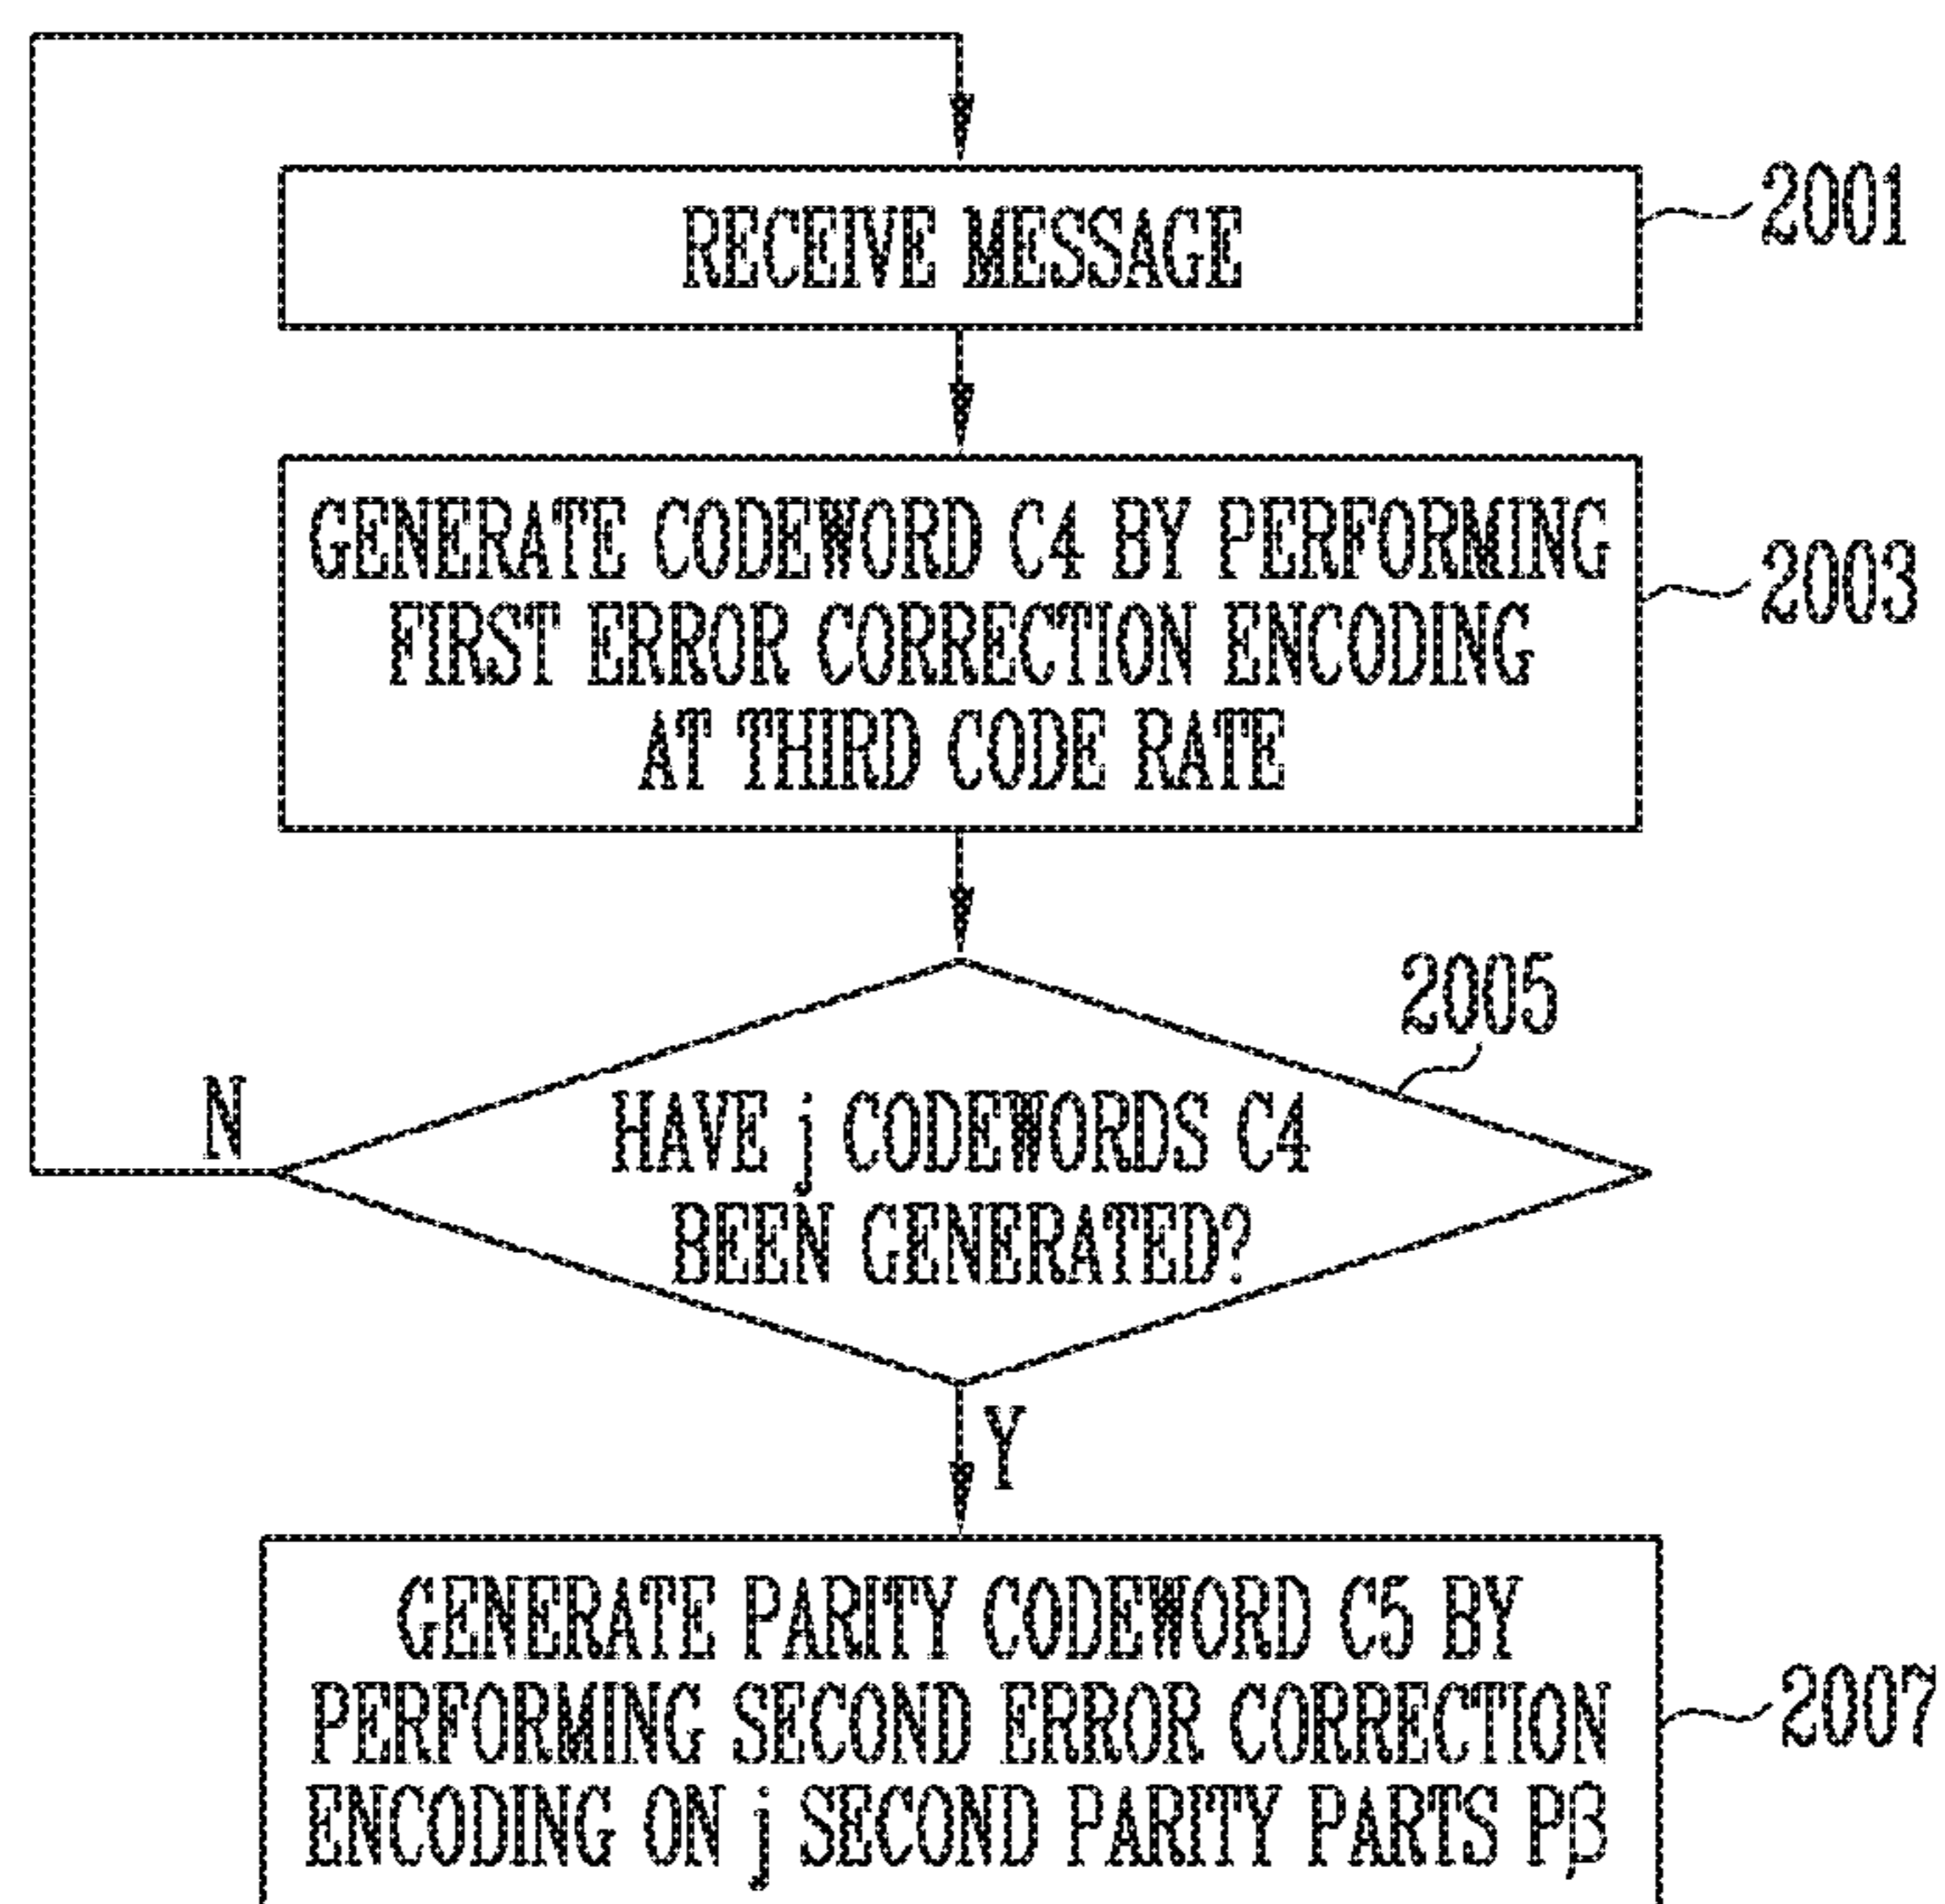 RECEIVE MESSAGE
2001
GENERATE CODEWORD C4 BY PERFORMING
FIRST ERROR CORRECTION ENCODING
AT THIRD CODE RATE
2003
2005
HAVE j CODEWORDS C4
BEEN GENERATED?
N
Y
GENERATE PARITY CODEWORD C5 BY
PERFORMING SECOND ERROR CORRECTION
ENCODING ON j SECOND PARITY PARTS Pβ
2007